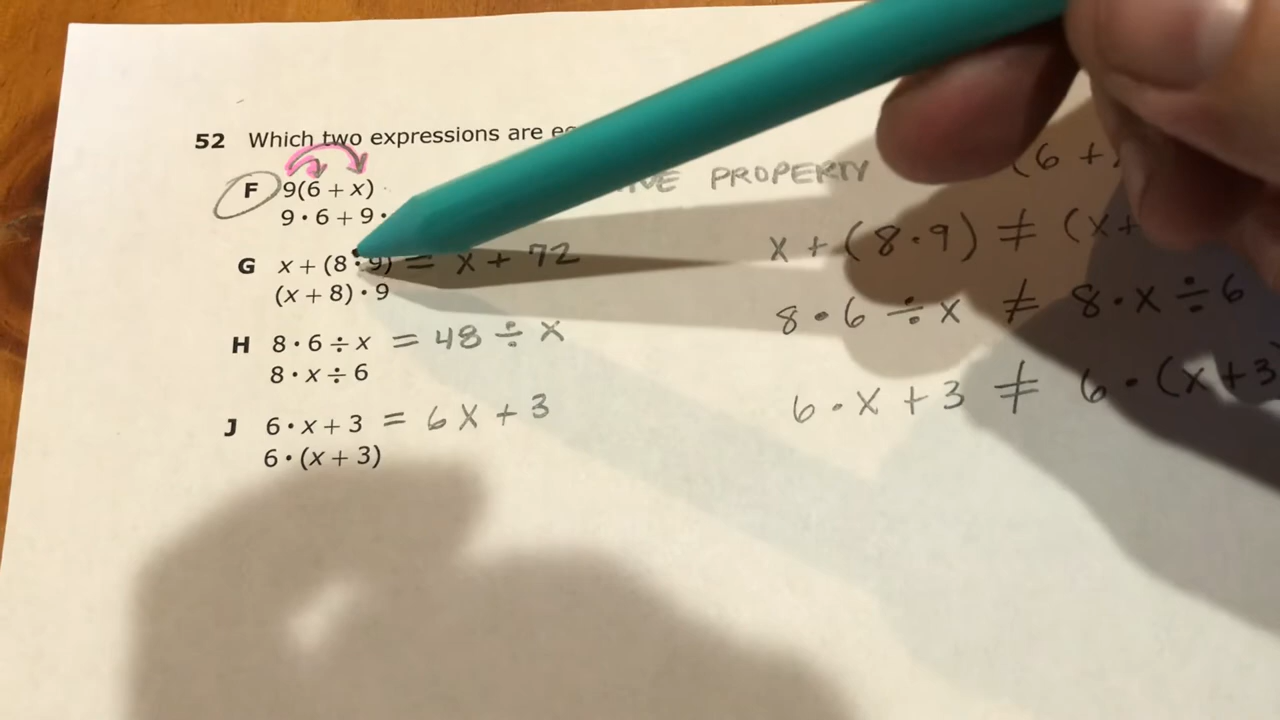 52 Which two expressions are
PROPERTY
(6 +
F 9(6 + x)
9 · 6 + 9 ·
G x + (8 · 9) = x + 72
(x + 8) · 9
x + (8 · 9) ≠ (x +
H 8 · 6 ÷ x = 48 ÷ x
8 · x ÷ 6
8 · 6 ÷ x ≠ 8 · x ÷ 6
J 6 · x + 3 = 6x + 3
6 · (x + 3)
6 · x + 3 ≠ 6 · (x + 3)